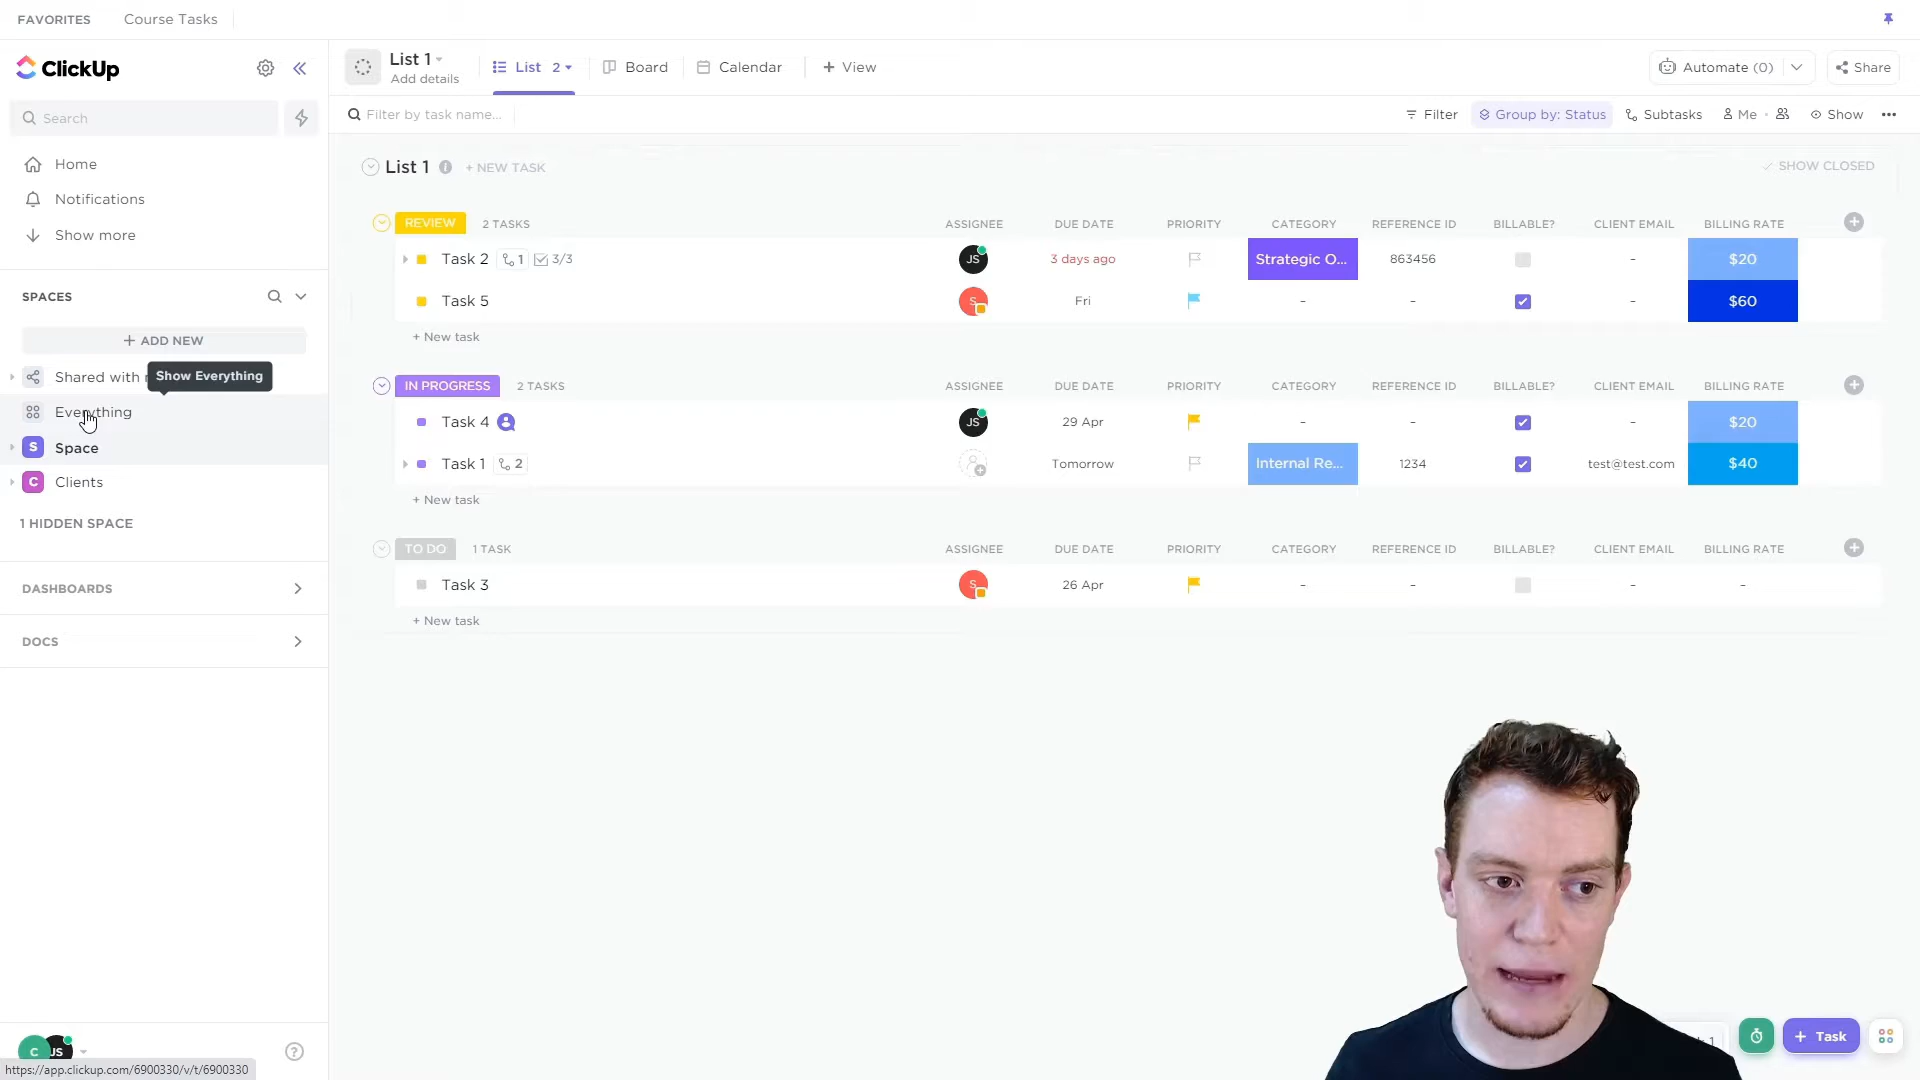 FAVORITES Course Tasks
ClickUp
Search
Home
Notifications
Show more
SPACES
+ ADD NEW
Shared with
Show Everything
Everything
S Space
C Clients
1 HIDDEN SPACE
DASHBOARDS
DOCS
C JS
https://app.clickup.com/6900330/v/t/6900330
List 1
Add details
List 2 Board Calendar + View
Automate (0) Share
Filter by task name...
Filter Group by: Status Subtasks Me Show
List 1 + NEW TASK SHOW CLOSED
REVIEW 2 TASKS ASSIGNEE DUE DATE PRIORITY CATEGORY REFERENCE ID BILLABLE? CLIENT EMAIL BILLING RATE
Task 2 1 3/3 JS 3 days ago Strategic O... 863456 - $20
Task 5 S Fri - - - $60
+ New task
IN PROGRESS 2 TASKS ASSIGNEE DUE DATE PRIORITY CATEGORY REFERENCE ID BILLABLE? CLIENT EMAIL BILLING RATE
Task 4 JS 29 Apr - - - $20
Task 1 2 Tomorrow Internal Re... 1234 test@test.com $40
+ New task
TO DO 1 TASK ASSIGNEE DUE DATE PRIORITY CATEGORY REFERENCE ID BILLABLE? CLIENT EMAIL BILLING RATE
Task 3 S 26 Apr - - - -
+ New task
+ Task